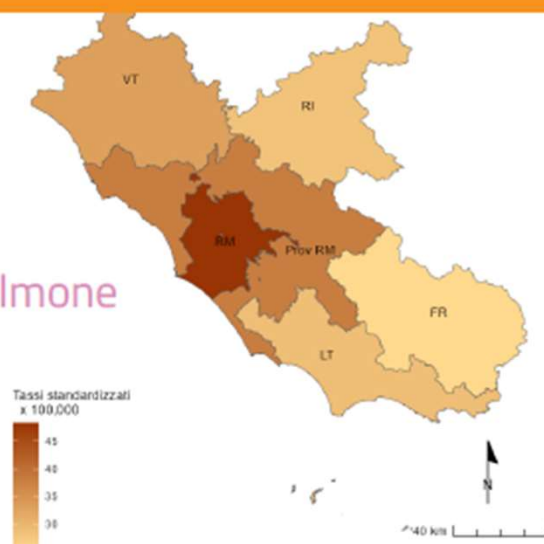 VT
RI
RM
Prov RM
lmone
FR
LT
Tassi standardizzati
x 100,000
45
40
35
30
N
40 km